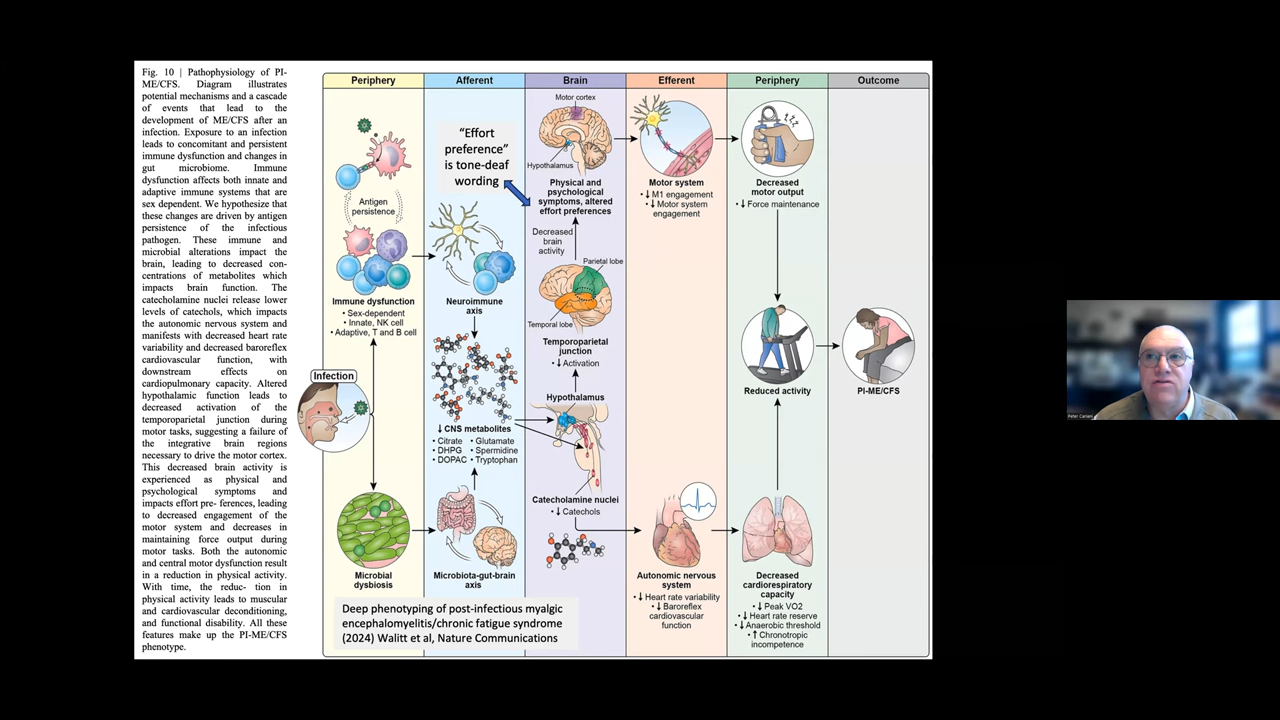 Fig. 10 | Pathophysiology of PI-
ME/CFS. Diagram illustrates
potential mechanisms and a cascade
of events that lead to the
development of ME/CFS after an
infection. Exposure to an infection
leads to concomitant and persistent
immune dysfunction and changes in
gut microbiome. Immune
dysfunction affects both innate and
adaptive immune systems that are
sex dependent. We hypothesize that
these changes are driven by antigen
persistence of the infectious
pathogen. These immune and
microbial alterations impact the
brain, leading to decreased con-
centrations of metabolites which
impacts brain function. The
catecholamine nuclei release lower
levels of catechols, which impacts
the autonomic nervous system and
manifests with decreased heart rate
variability and decreased baroreflex
cardiovascular function, with
downstream effects on
cardiopulmonary capacity. Altered
hypothalamic function leads to
decreased activation of the
temporoparietal junction during
motor tasks, suggesting a failure of
the integrative brain regions
necessary to drive the motor cortex.
This decreased brain activity is
experienced as physical and
psychological symptoms and
impacts effort pre- ferences, leading
to decreased engagement of the
motor system and decreases in
maintaining force output during
motor tasks. Both the autonomic
and central motor dysfunction result
in a reduction in physical activity.
With time, the reduc- tion in
physical activity leads to muscular
and cardiovascular deconditioning,
and functional disability. All these
features make up the PI-ME/CFS
phenotype.
Periphery
Antigen
persistence
Immune dysfunction
• Sex-dependent
• Innate, NK cell
• Adaptive, T and B cell
Infection
Microbial
dysbiosis
Afferent
"Effort
preference"
is tone-deaf
wording
Neuroimmune
axis
↓ CNS metabolites
• Citrate • Glutamate
• DHPG • Spermidine
• DOPAC • Tryptophan
Microbiota-gut-brain
axis
Brain
Motor cortex
Hypothalamus
Physical and
psychological
symptoms, altered
effort preferences
Decreased
brain
activity
Parietal lobe
Temporal lobe
Temporoparietal
junction
• ↓ Activation
Hypothalamus
Catecholamine nuclei
• ↓ Catechols
Efferent
Motor system
• ↓ M1 engagement
• ↓ Motor system
engagement
Autonomic nervous
system
• ↓ Heart rate variability
• ↓ Baroreflex
cardiovascular
function
Periphery
Decreased
motor output
• ↓ Force maintenance
Reduced activity
Decreased
cardiorespiratory
capacity
• ↓ Peak VO2
• ↓ Heart rate reserve
• ↓ Anaerobic threshold
• ↑ Chronotropic
incompetence
Outcome
PI-ME/CFS
Deep phenotyping of post-infectious myalgic
encephalomyelitis/chronic fatigue syndrome
(2024) Walitt et al, Nature Communications
Peter Cariani